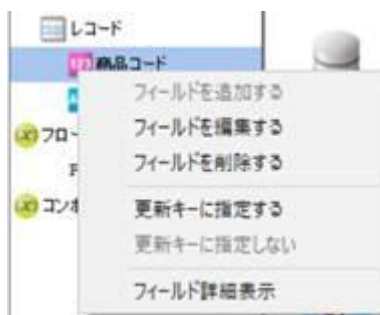 レコード
123 商品コード
フィールドを追加する
(x) フロー
フィールドを編集する
フィールドを削除する
(x) コンポ
更新キーに指定する
更新キーに指定しない
フィールド詳細表示